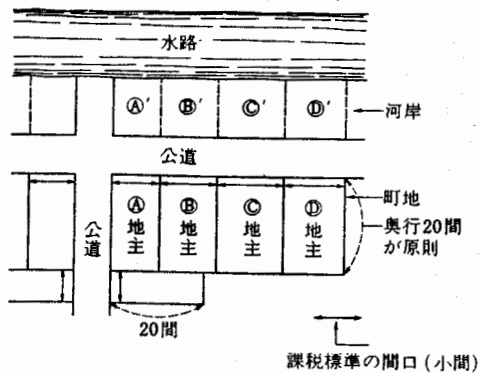 水路
Ⓐ′ Ⓑ′ Ⓒ′ Ⓓ′
河岸
公道
公道
Ⓐ地主
Ⓑ地主
Ⓒ地主
Ⓓ地主
町地
奥行20間
が原則
20間
課税標準の間口(小間)